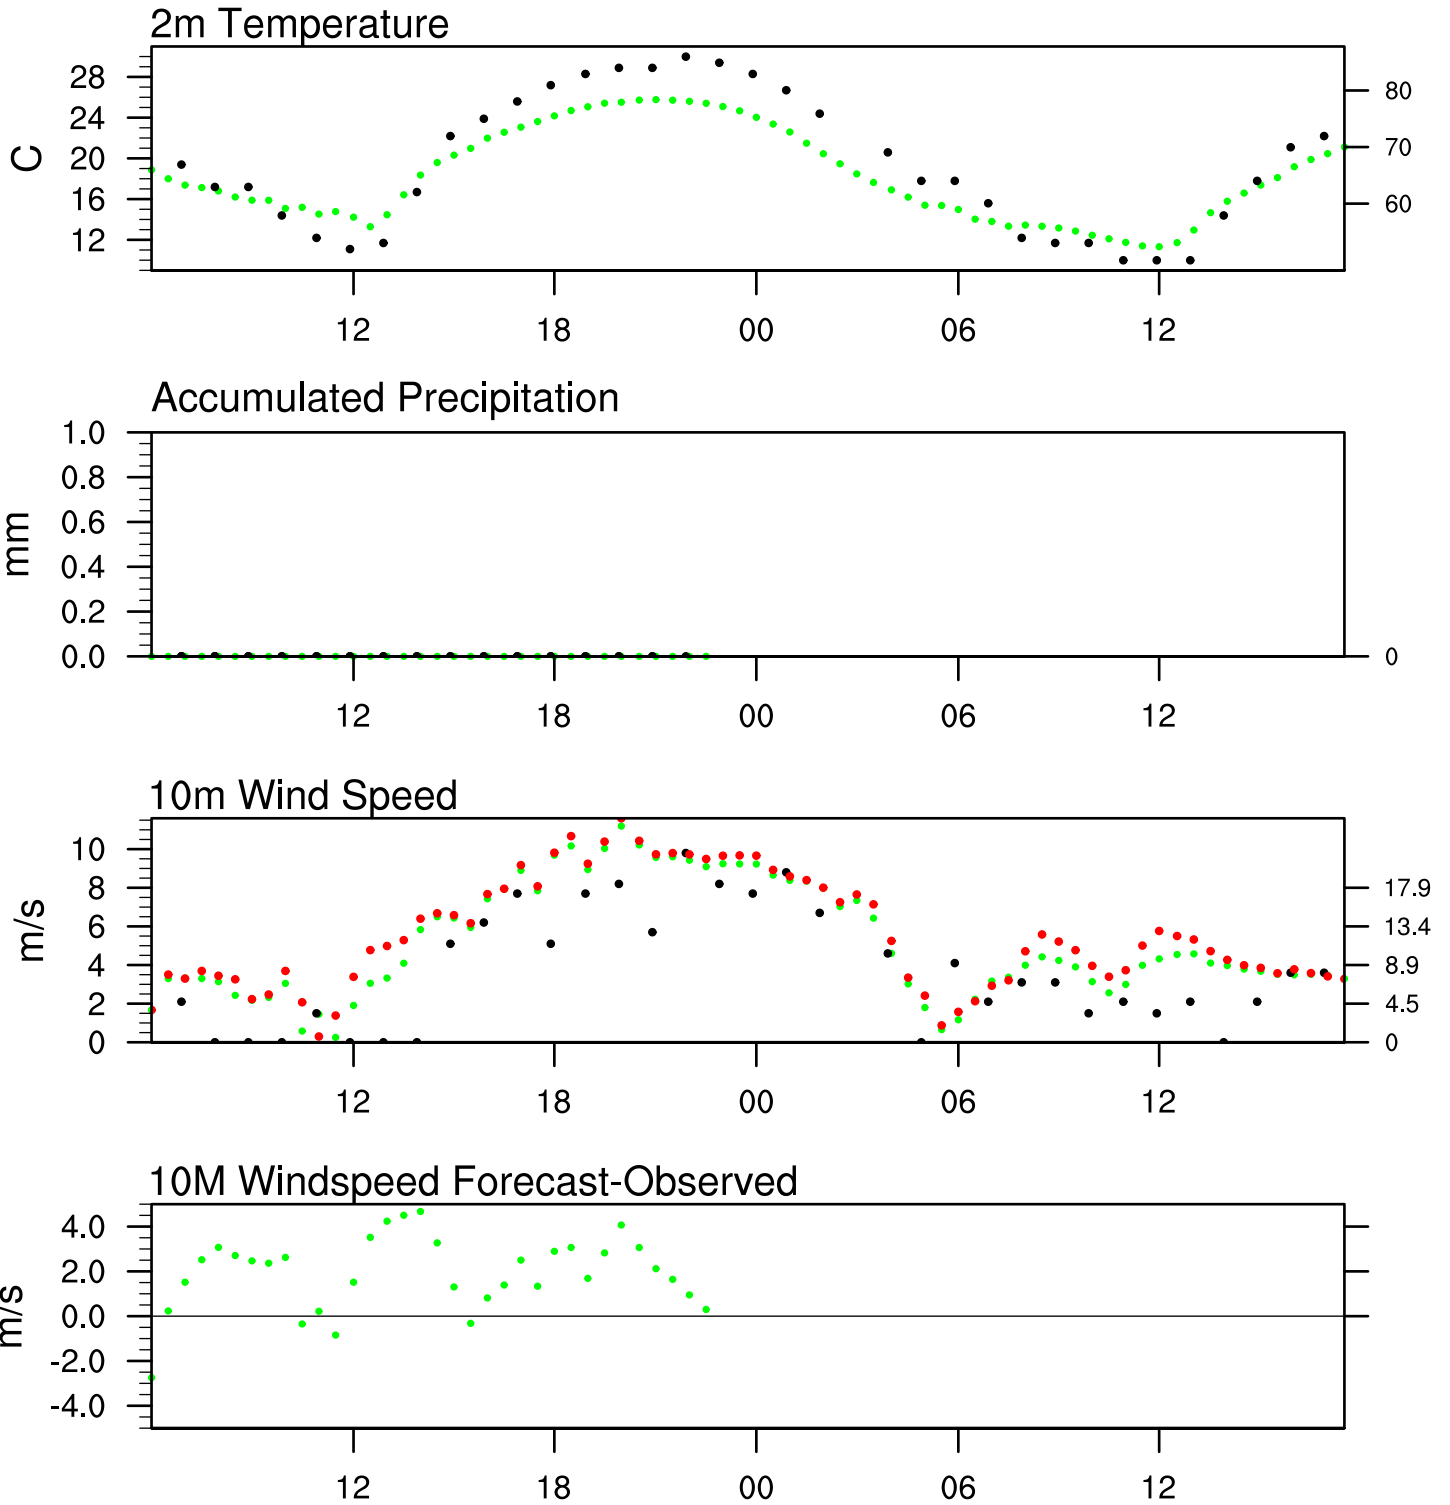 2m Temperature
28
24
20
16
12
C
80
70
60
12 18 00 06 12
Accumulated Precipitation
1.0
0.8
0.6
0.4
0.2
0.0
mm
0
12 18 00 06 12
10m Wind Speed
10
8
6
4
2
0
m/s
17.9
13.4
8.9
4.5
0
12 18 00 06 12
10M Windspeed Forecast-Observed
4.0
2.0
0.0
-2.0
-4.0
m/s
12 18 00 06 12